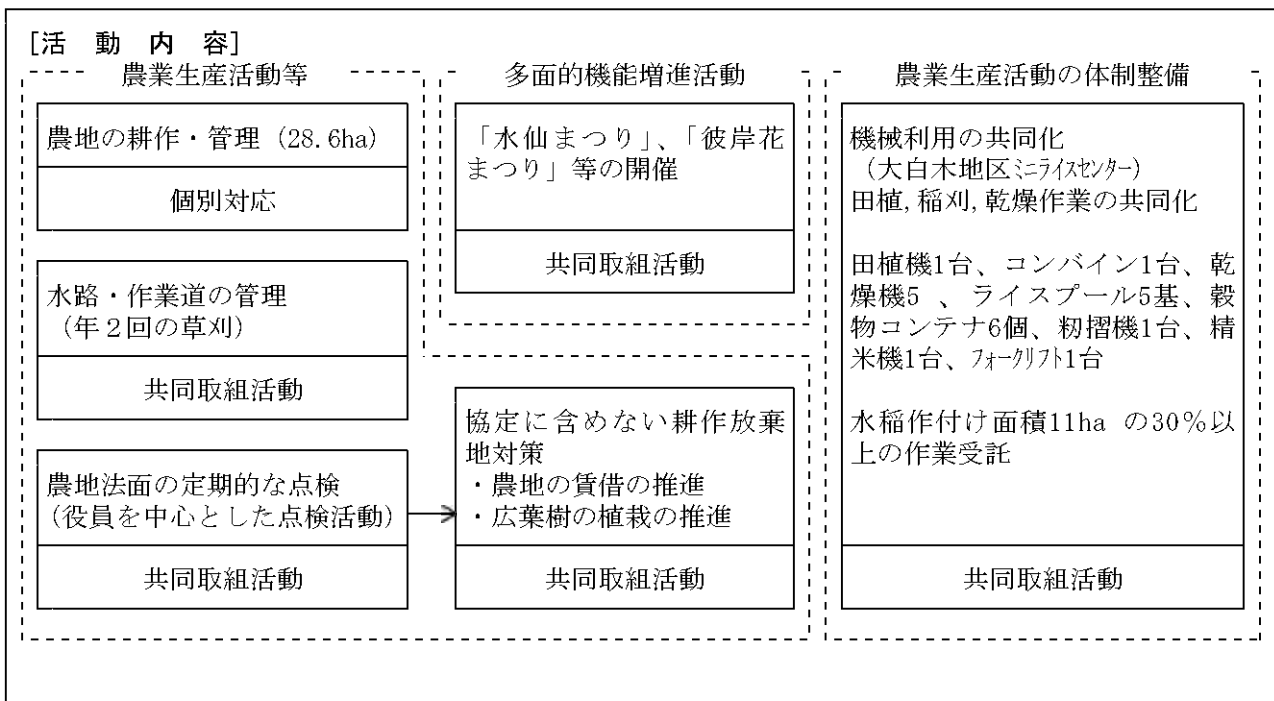 [活 動 内 容]
農業生産活動等
農地の耕作・管理（28.6ha）
個別対応
水路・作業道の管理
（年２回の草刈）
共同取組活動
農地法面の定期的な点検
（役員を中心とした点検活動）
共同取組活動
多面的機能増進活動
「水仙まつり」、「彼岸花
まつり」等の開催
共同取組活動
協定に含めない耕作放棄
地対策
・農地の賃借の推進
・広葉樹の植栽の推進
共同取組活動
農業生産活動の体制整備
機械利用の共同化
（大白木地区ﾐﾆﾗｲｽｾﾝﾀｰ）
田植,稲刈,乾燥作業の共同化
田植機1台、コンバイン1台、乾
燥機5 、ライスプール5基、穀
物コンテナ6個、籾摺機1台、精
米機1台、ﾌｫｰｸﾘﾌﾄ1台
水稲作付け面積11ha の30％以
上の作業受託
共同取組活動